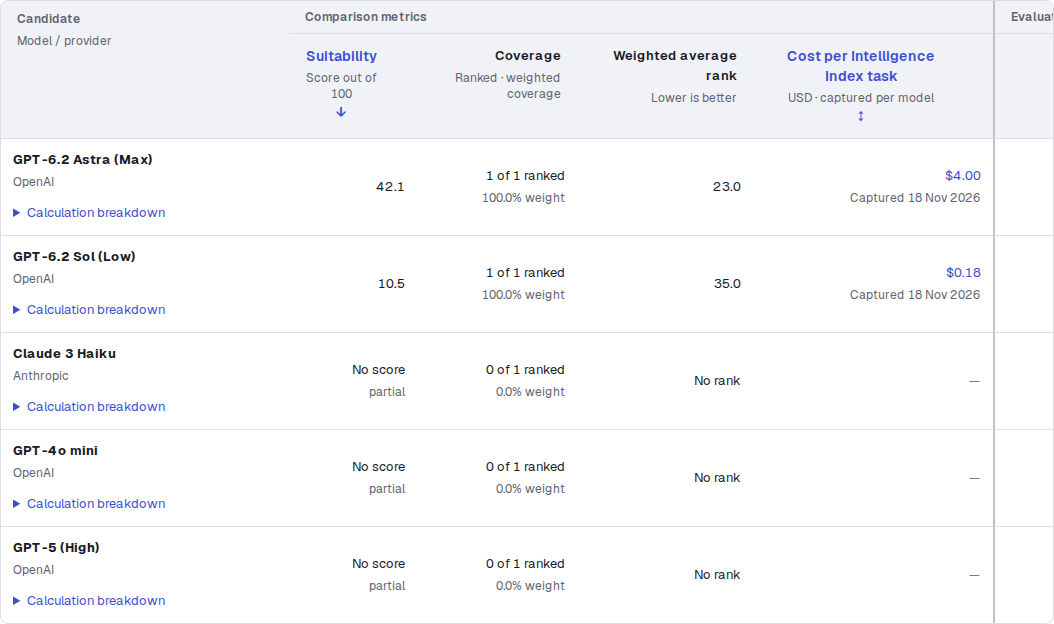 Candidate
Model / provider
Comparison metrics
Suitability
Score out of
100
↓
Coverage
Ranked · weighted
coverage
Weighted average
rank
Lower is better
Cost per Intelligence
Index task
USD · captured per model
↕
GPT-6.2 Astra (Max)
OpenAI
▶ Calculation breakdown
42.1
1 of 1 ranked
100.0% weight
23.0
$4.00
Captured 18 Nov 2026
GPT-6.2 Sol (Low)
OpenAI
▶ Calculation breakdown
10.5
1 of 1 ranked
100.0% weight
35.0
$0.18
Captured 18 Nov 2026
Claude 3 Haiku
Anthropic
▶ Calculation breakdown
No score
partial
0 of 1 ranked
0.0% weight
No rank
—
GPT-4o mini
OpenAI
▶ Calculation breakdown
No score
partial
0 of 1 ranked
0.0% weight
No rank
—
GPT-5 (High)
OpenAI
▶ Calculation breakdown
No score
partial
0 of 1 ranked
0.0% weight
No rank
—